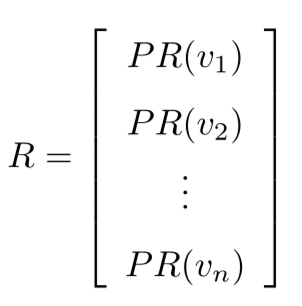 PR(v₁)
PR(v₂)
R =
⋮
PR(vₙ)